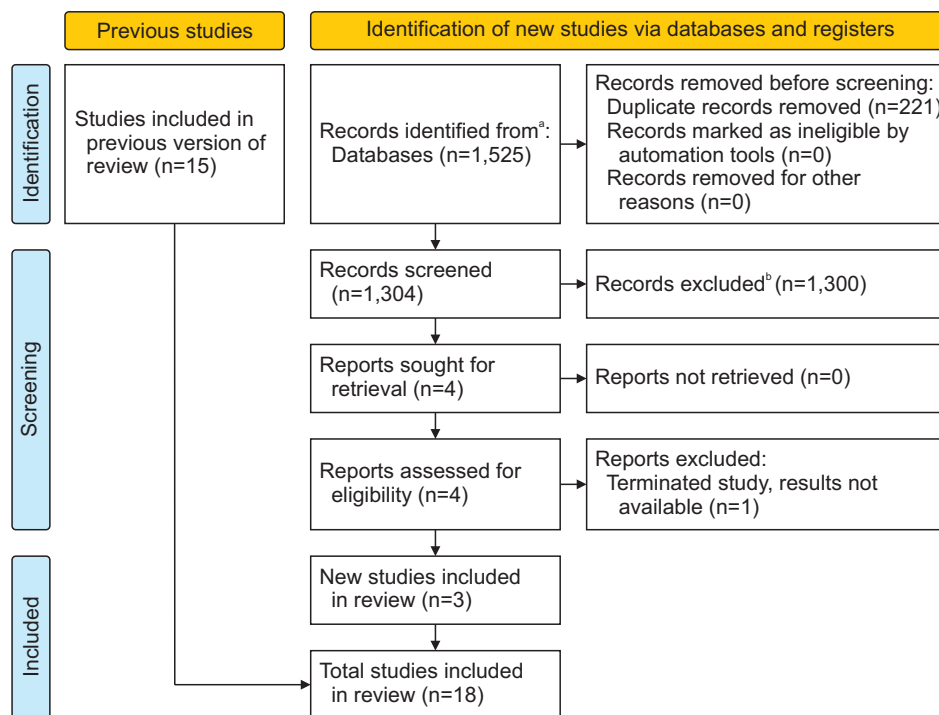 Previous studies
Identification of new studies via databases and registers
Identification
Studies included in
previous version of
review (n=15)
Records identified fromᵃ:
Databases (n=1,525)
Records removed before screening:
Duplicate records removed (n=221)
Records marked as ineligible by
automation tools (n=0)
Records removed for other
reasons (n=0)
Screening
Records screened
(n=1,304)
Records excludedᵇ (n=1,300)
Reports sought for
retrieval (n=4)
Reports not retrieved (n=0)
Reports assessed for
eligibility (n=4)
Reports excluded:
Terminated study, results not
available (n=1)
Included
New studies included
in review (n=3)
Total studies included
in review (n=18)